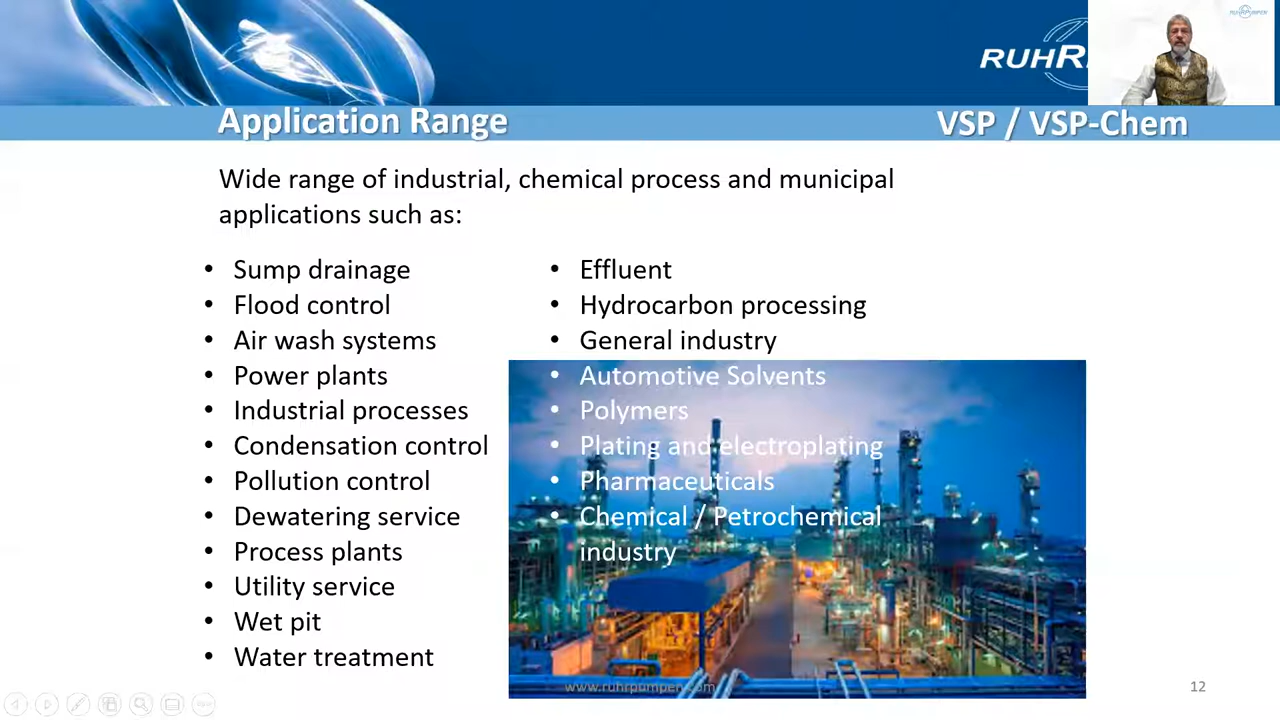 RUHRPUMPEN
Application Range
VSP / VSP-Chem
Wide range of industrial, chemical process and municipal
applications such as:
• Sump drainage
• Flood control
• Air wash systems
• Power plants
• Industrial processes
• Condensation control
• Pollution control
• Dewatering service
• Process plants
• Utility service
• Wet pit
• Water treatment
• Effluent
• Hydrocarbon processing
• General industry
• Automotive Solvents
• Polymers
• Plating and electroplating
• Pharmaceuticals
• Chemical / Petrochemical
industry
www.ruhrpumpen.com
12